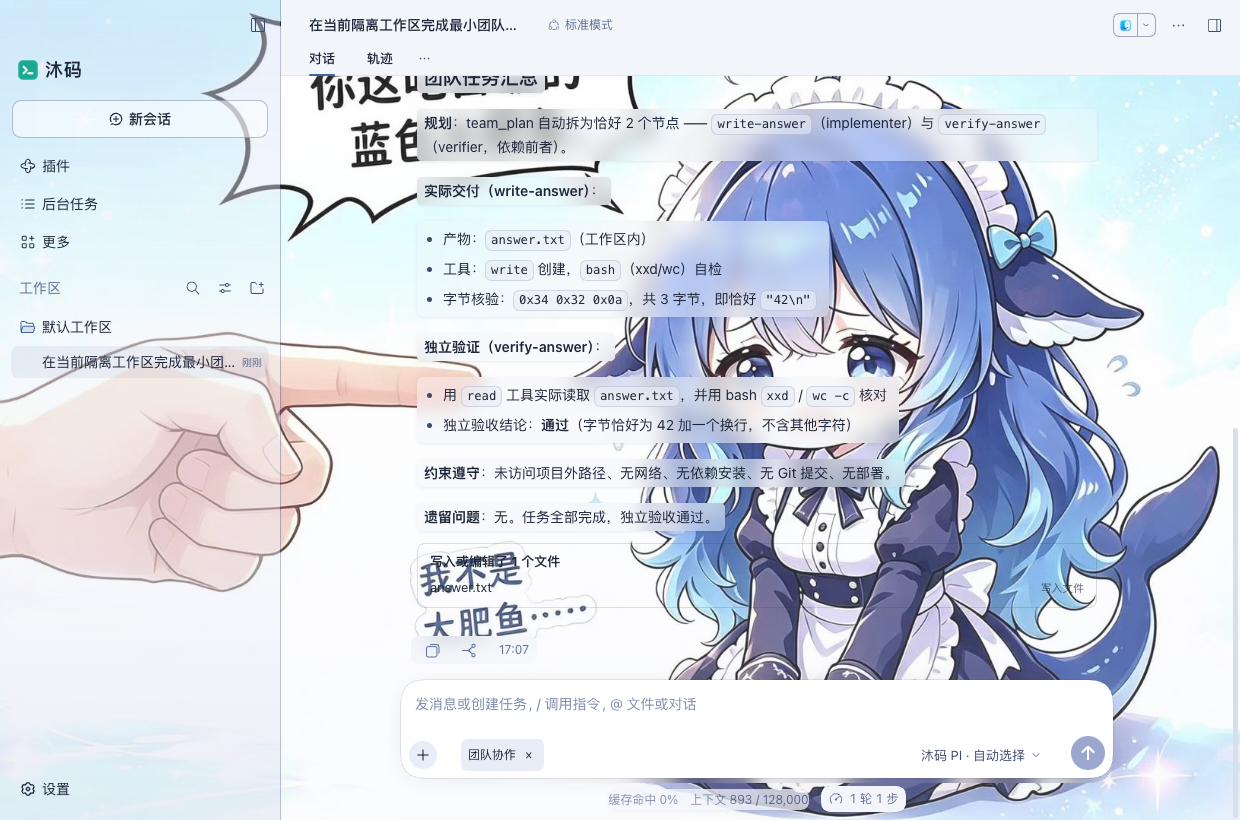 在当前隔离工作区完成最小团队...
标准模式
沐码
对话
轨迹
...
新会话
插件
后台任务
更多
工作区
默认工作区
在当前隔离工作区完成最小团... 刚刚
设置
你这
的
蓝色
团队任务汇总
规划：team_plan 自动拆为恰好 2 个节点 —— write-answer （implementer）与 verify-answer
（verifier，依赖前者）。
实际交付（write-answer）：
产物： answer.txt （工作区内）
工具： write 创建， bash （xxd/wc）自检
字节核验： 0x34 0x32 0x0a ，共 3 字节，即恰好 "42\n"
独立验证（verify-answer）：
用 read 工具实际读取 answer.txt ，并用 bash xxd / wc -c 核对
独立验收结论：通过（字节恰好为 42 加一个换行，不含其他字符）
约束遵守：未访问项目外路径、无网络、无依赖安装、无 Git 提交、无部署。
遗留问题：无。任务全部完成，独立验收通过。
写入或编辑了 1 个文件
answer.txt
写入文件
我不是
大肥鱼······
17:07
发消息或创建任务, / 调用指令, @ 文件或对话
团队协作 ×
沐码 PI · 自动选择
缓存命中 0% 上下文 893 / 128,000
1 轮 1 步